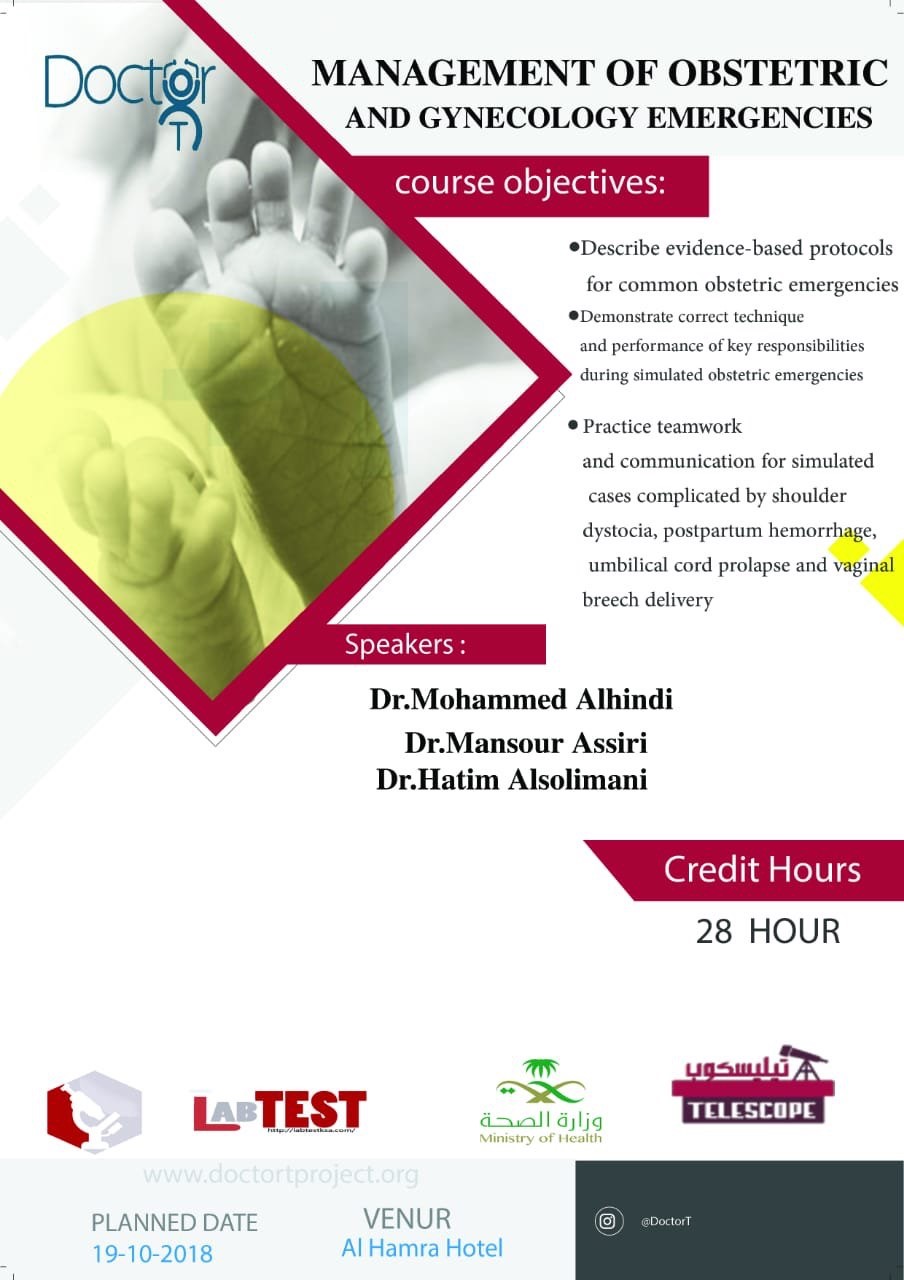 Doctor
T
MANAGEMENT OF OBSTETRIC
AND GYNECOLOGY EMERGENCIES
course objectives:
•Describe evidence-based protocols
for common obstetric emergencies
•Demonstrate correct technique
and performance of key responsibilities
during simulated obstetric emergencies
• Practice teamwork
and communication for simulated
cases complicated by shoulder
dystocia, postpartum hemorrhage,
umbilical cord prolapse and vaginal
breech delivery
Speakers :
Dr.Mohammed Alhindi
Dr.Mansour Assiri
Dr.Hatim Alsolimani
Credit Hours
28 HOUR
LABTEST
http://labtestksa.com/
وزارة الصحة
Ministry of Health
تيليسكوب
TELESCOPE
www.doctortproject.org
PLANNED DATE
19-10-2018
VENUR
Al Hamra Hotel
@DoctorT